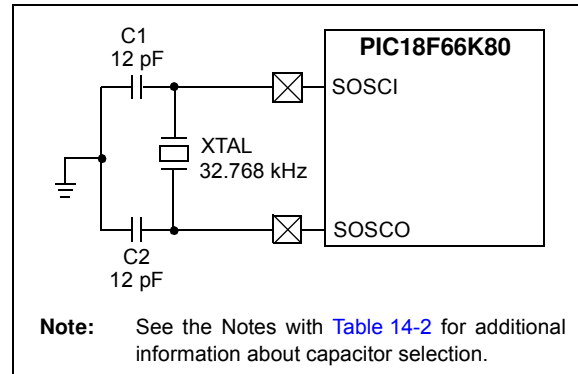 C1
12 pF
PIC18F66K80
SOSCI
XTAL
32.768 kHz
SOSCO
C2
12 pF
Note: See the Notes with Table 14-2 for additional
information about capacitor selection.